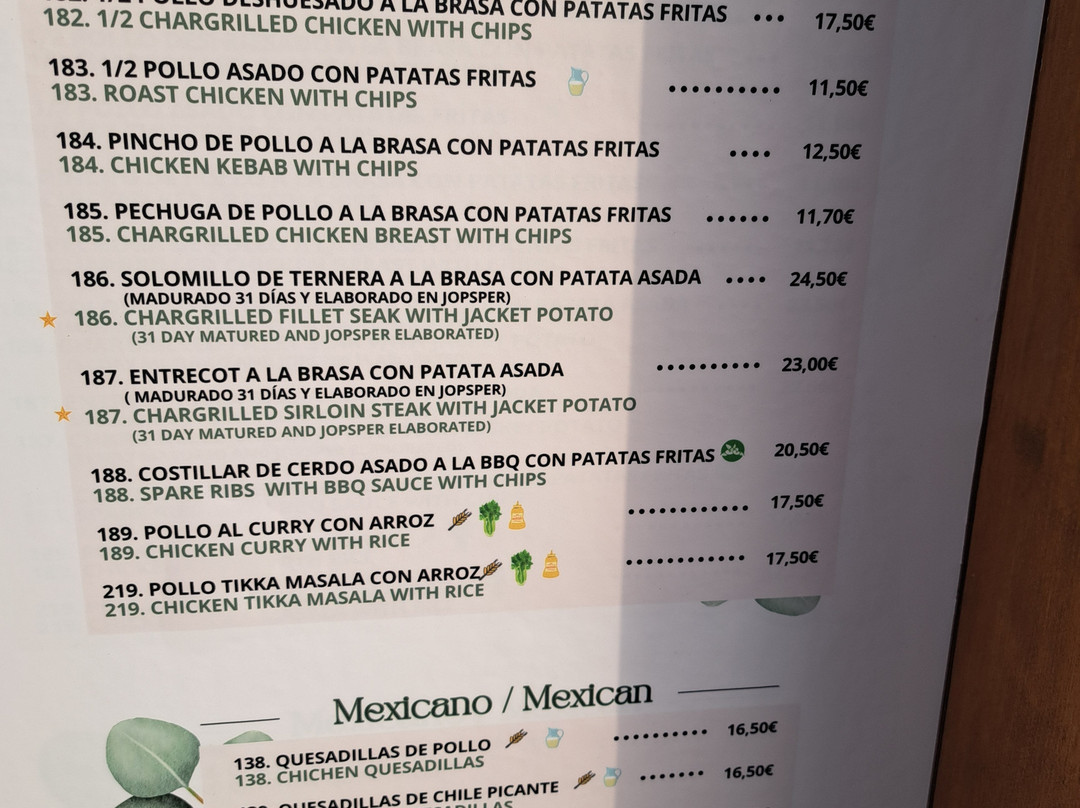 POLLO DESHUESADO A LA BRASA CON PATATAS FRITAS ... 17,50€
182. 1/2 CHARGRILLED CHICKEN WITH CHIPS
183. 1/2 POLLO ASADO CON PATATAS FRITAS .......... 11,50€
183. ROAST CHICKEN WITH CHIPS
184. PINCHO DE POLLO A LA BRASA CON PATATAS FRITAS .... 12,50€
184. CHICKEN KEBAB WITH CHIPS
185. PECHUGA DE POLLO A LA BRASA CON PATATAS FRITAS ...... 11,70€
185. CHARGRILLED CHICKEN BREAST WITH CHIPS
186. SOLOMILLO DE TERNERA A LA BRASA CON PATATA ASADA .... 24,50€
(MADURADO 31 DÍAS Y ELABORADO EN JOPSPER)
186. CHARGRILLED FILLET SEAK WITH JACKET POTATO
(31 DAY MATURED AND JOPSPER ELABORATED)
187. ENTRECOT A LA BRASA CON PATATA ASADA .......... 23,00€
( MADURADO 31 DÍAS Y ELABORADO EN JOPSPER)
187. CHARGRILLED SIRLOIN STEAK WITH JACKET POTATO
(31 DAY MATURED AND JOPSPER ELABORATED)
188. COSTILLAR DE CERDO ASADO A LA BBQ CON PATATAS FRITAS 20,50€
188. SPARE RIBS WITH BBQ SAUCE WITH CHIPS
189. POLLO AL CURRY CON ARROZ ............ 17,50€
189. CHICKEN CURRY WITH RICE
219. POLLO TIKKA MASALA CON ARROZ ............ 17,50€
219. CHICKEN TIKKA MASALA WITH RICE
Mexicano / Mexican
138. QUESADILLAS DE POLLO .......... 16,50€
138. CHICHEN QUESADILLAS
QUESADILLAS DE CHILE PICANTE ....... 16,50€